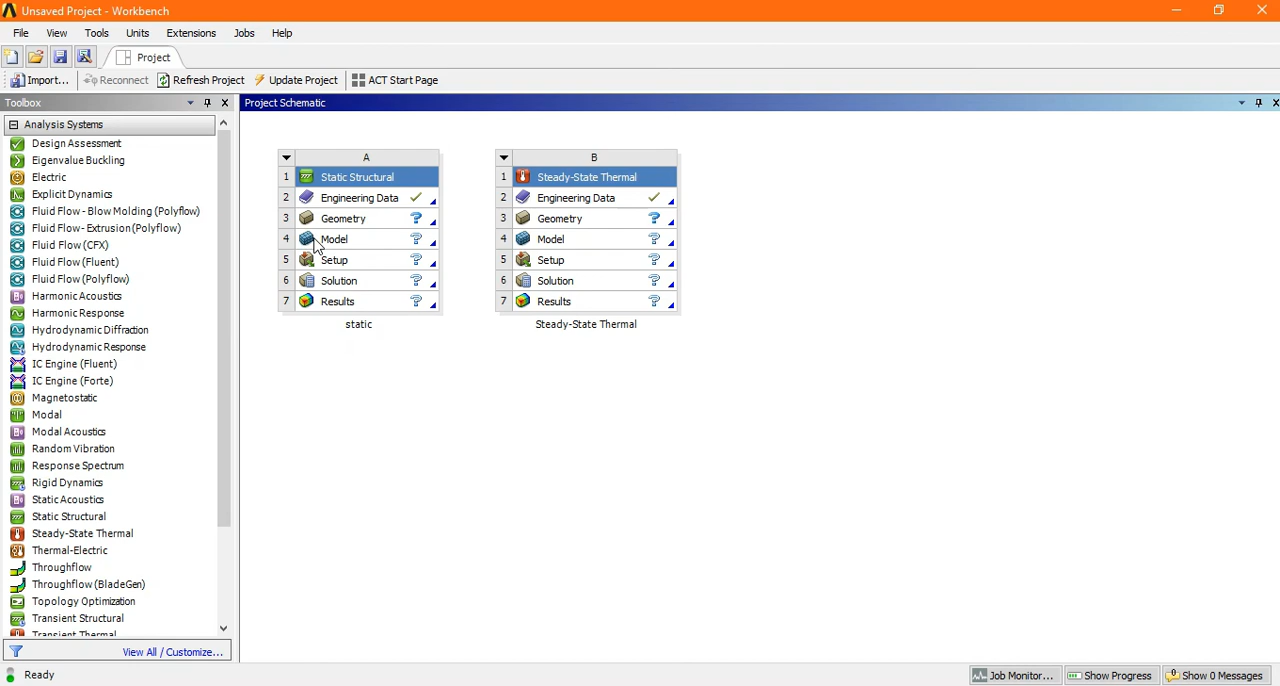 Unsaved Project - Workbench
File View Tools Units Extensions Jobs Help
Project
Import... Reconnect Refresh Project Update Project ACT Start Page
Toolbox
Project Schematic
Analysis Systems
Design Assessment
Eigenvalue Buckling
Electric
Explicit Dynamics
Fluid Flow - Blow Molding (Polyflow)
Fluid Flow - Extrusion (Polyflow)
Fluid Flow (CFX)
Fluid Flow (Fluent)
Fluid Flow (Polyflow)
Harmonic Acoustics
Harmonic Response
Hydrodynamic Diffraction
Hydrodynamic Response
IC Engine (Fluent)
IC Engine (Forte)
Magnetostatic
Modal
Modal Acoustics
Random Vibration
Response Spectrum
Rigid Dynamics
Static Acoustics
Static Structural
Steady-State Thermal
Thermal-Electric
Throughflow
Throughflow (BladeGen)
Topology Optimization
Transient Structural
Transient Thermal
View All / Customize...
A
1 Static Structural
2 Engineering Data
3 Geometry ?
4 Model ?
5 Setup ?
6 Solution ?
7 Results ?
static
B
1 Steady-State Thermal
2 Engineering Data
3 Geometry ?
4 Model ?
5 Setup ?
6 Solution ?
7 Results ?
Steady-State Thermal
Ready
Job Monitor... Show Progress Show 0 Messages